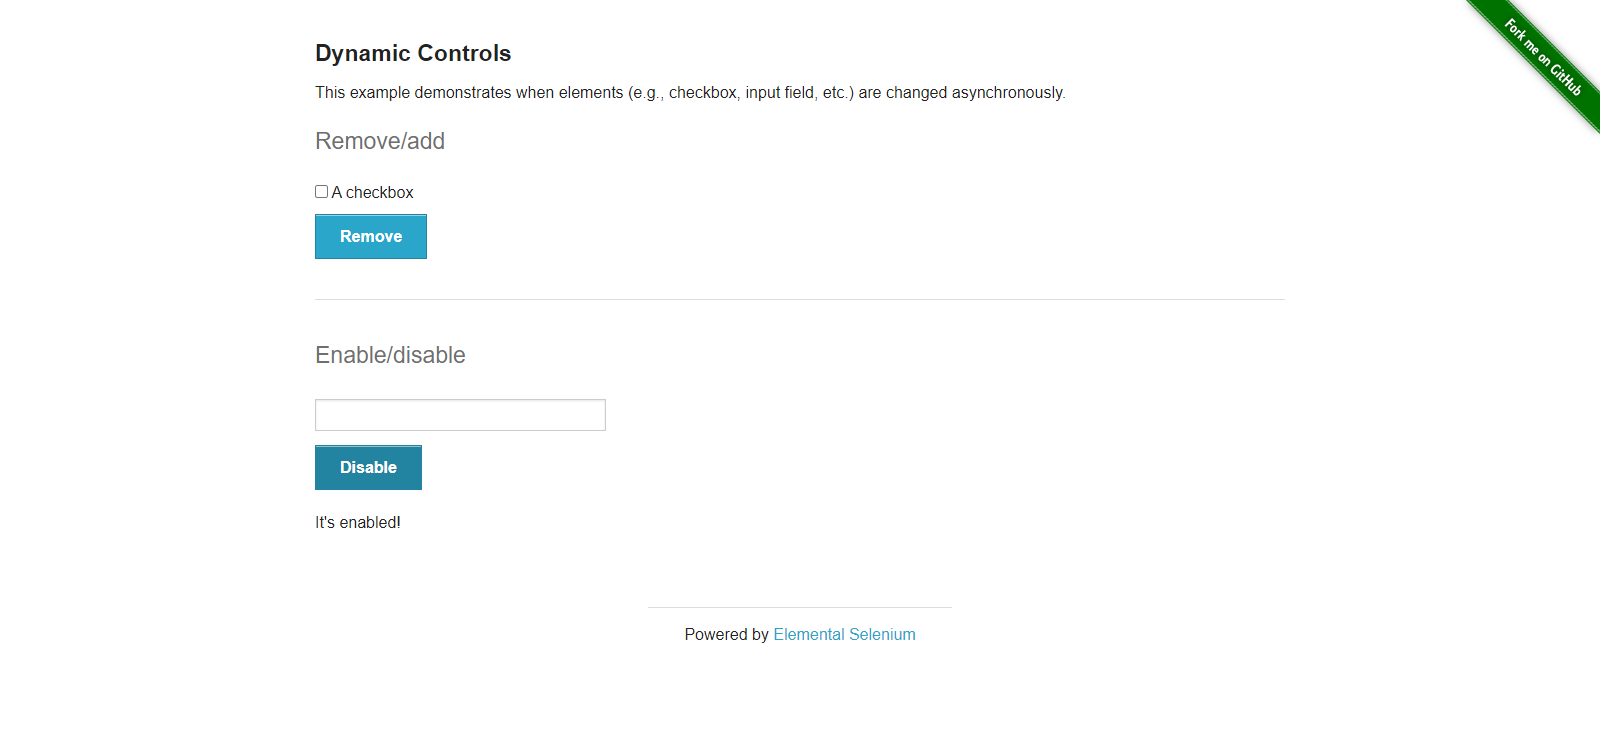 Fork me on GitHub
Dynamic Controls
This example demonstrates when elements (e.g., checkbox, input field, etc.) are changed asynchronously.
Remove/add
A checkbox
Remove
Enable/disable
Disable
It's enabled!
Powered by Elemental Selenium